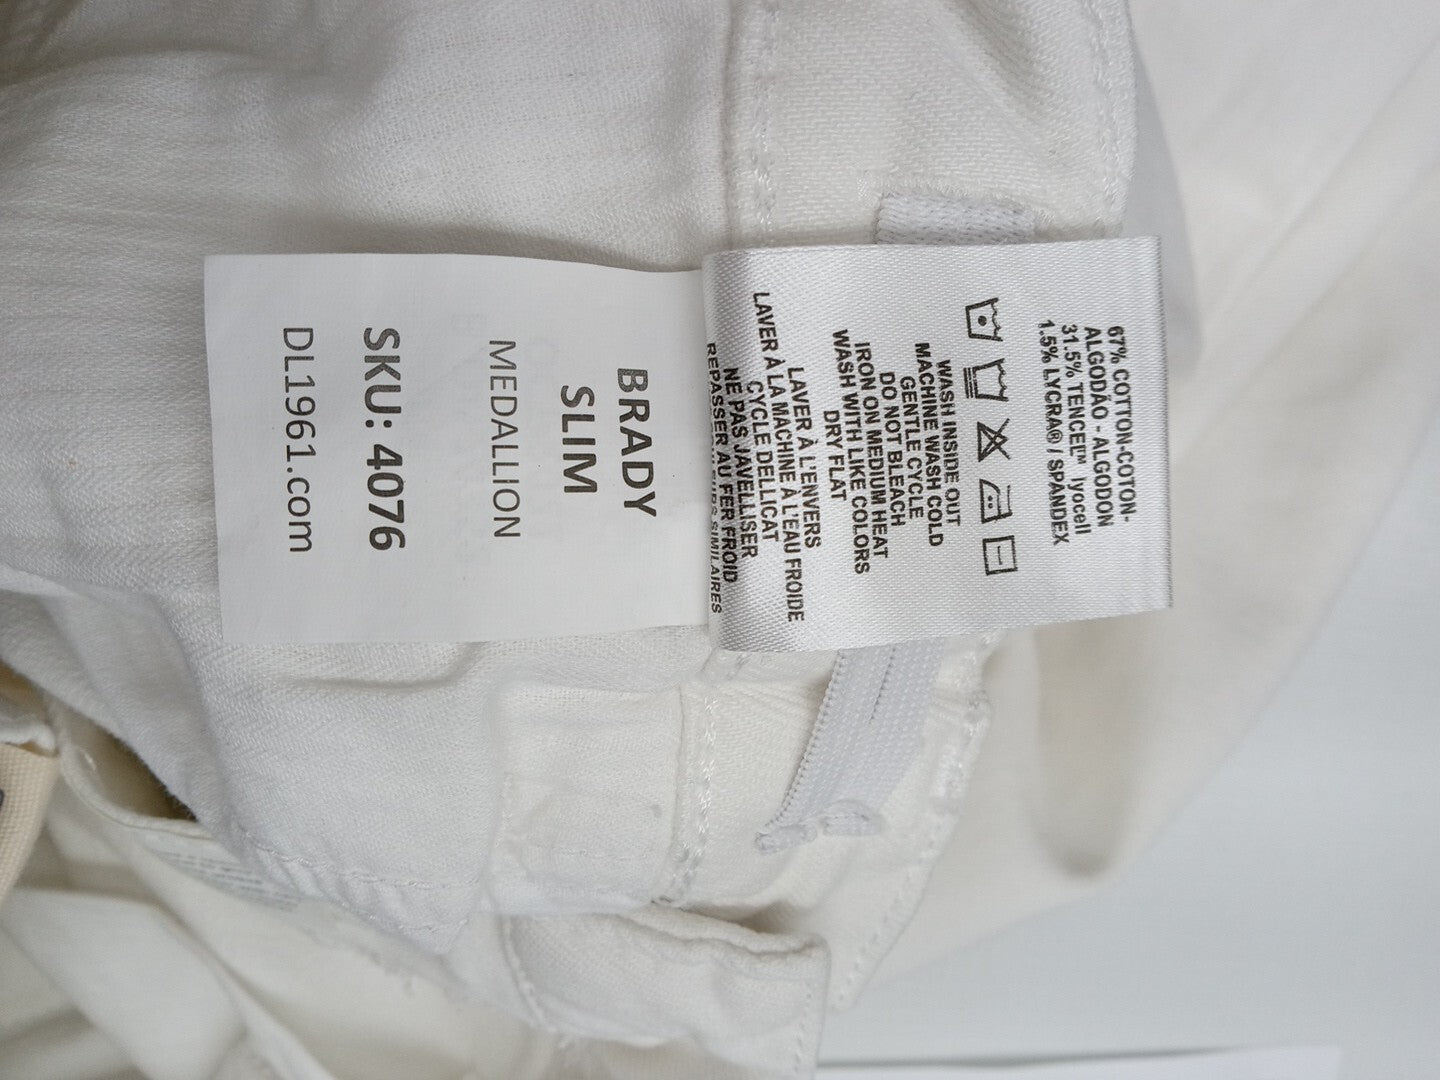 67% COTTON-COTON-
ALGODÃO - ALGODON
31.5% TENCEL™ lyocell
1.5% LYCRA® / SPANDEX
WASH INSIDE OUT
MACHINE WASH COLD
GENTLE CYCLE
DO NOT BLEACH
IRON ON MEDIUM HEAT
WASH WITH LIKE COLORS
DRY FLAT
LAVER À L'ENVERS
LAVER À LA MACHINE À L'EAU FROIDE
CYCLE DELLICAT
NE PAS JAVELLISER
REPASSER AU FER FROID
SIMILAIRES
BRADY
SLIM
MEDALLION
SKU: 4076
DL1961.com